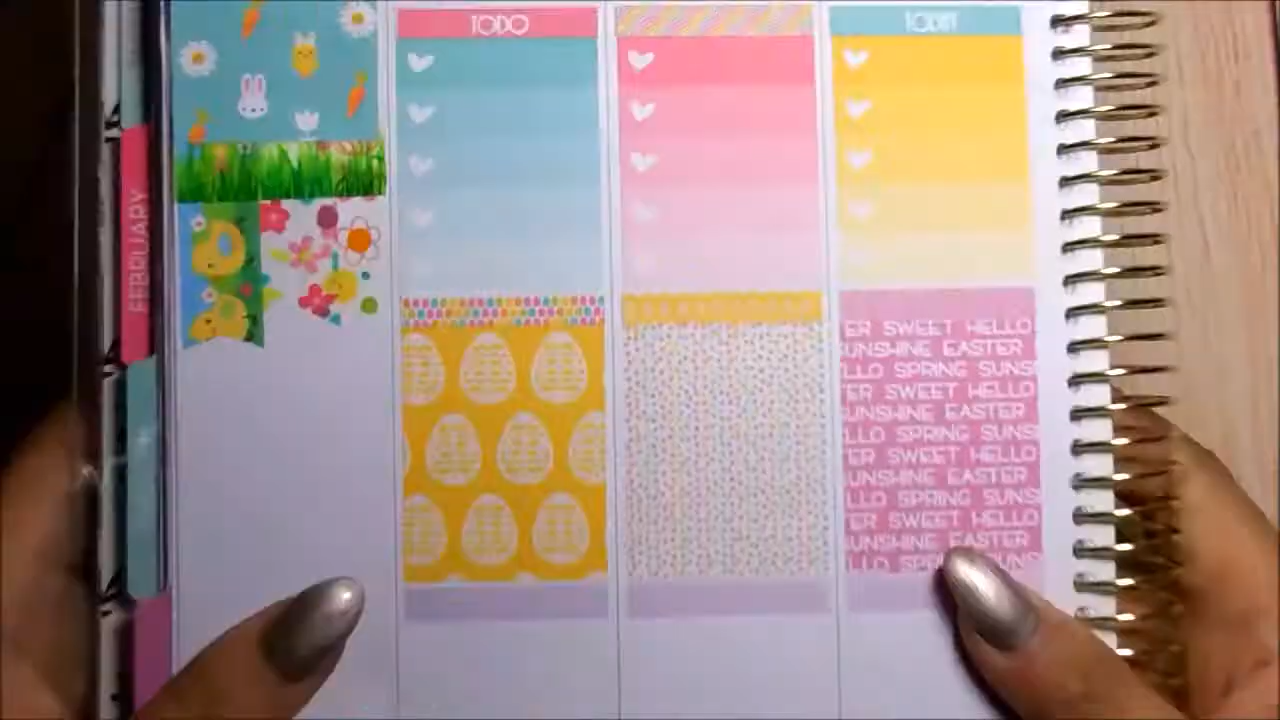 FEBRUARY
TODO
TODAY
ER SWEET HELLO
SUNSHINE EASTER
LLO SPRING SUNS
ER SWEET HELLO
SUNSHINE EASTER
LLO SPRING SUNS
ER SWEET HELLO
SUNSHINE EASTER
LLO SPRING SUNS
ER SWEET HELLO
SUNSHINE EASTER